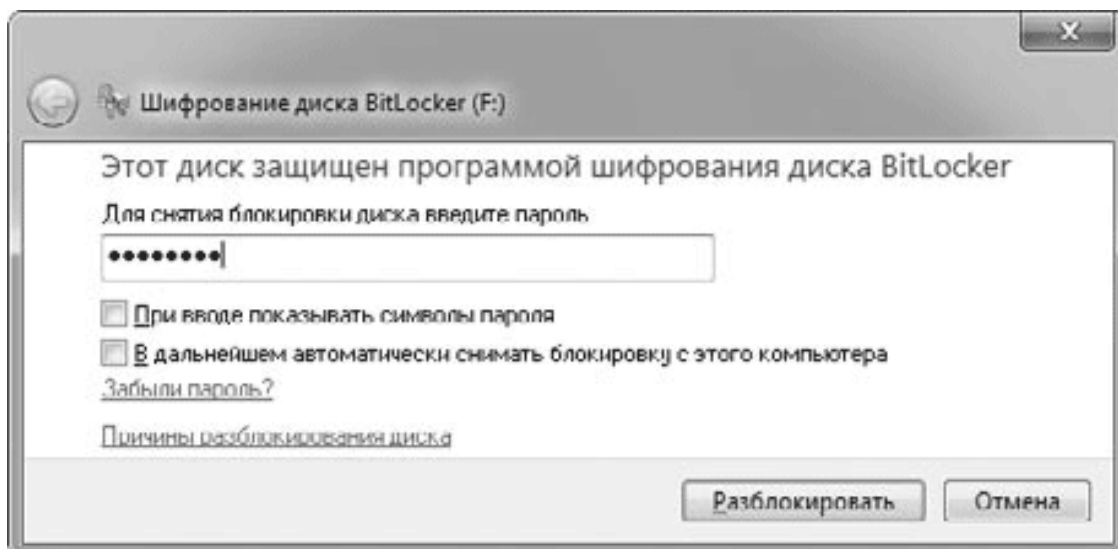 Шифрование диска BitLocker (F:)
Этот диск защищен программой шифрования диска BitLocker
Для снятия блокировки диска введите пароль
••••••••
При вводе показывать символы пароля
В дальнейшем автоматически снимать блокировку с этого компьютера
Забыли пароль?
Причины разблокирования диска
Разблокировать Отмена